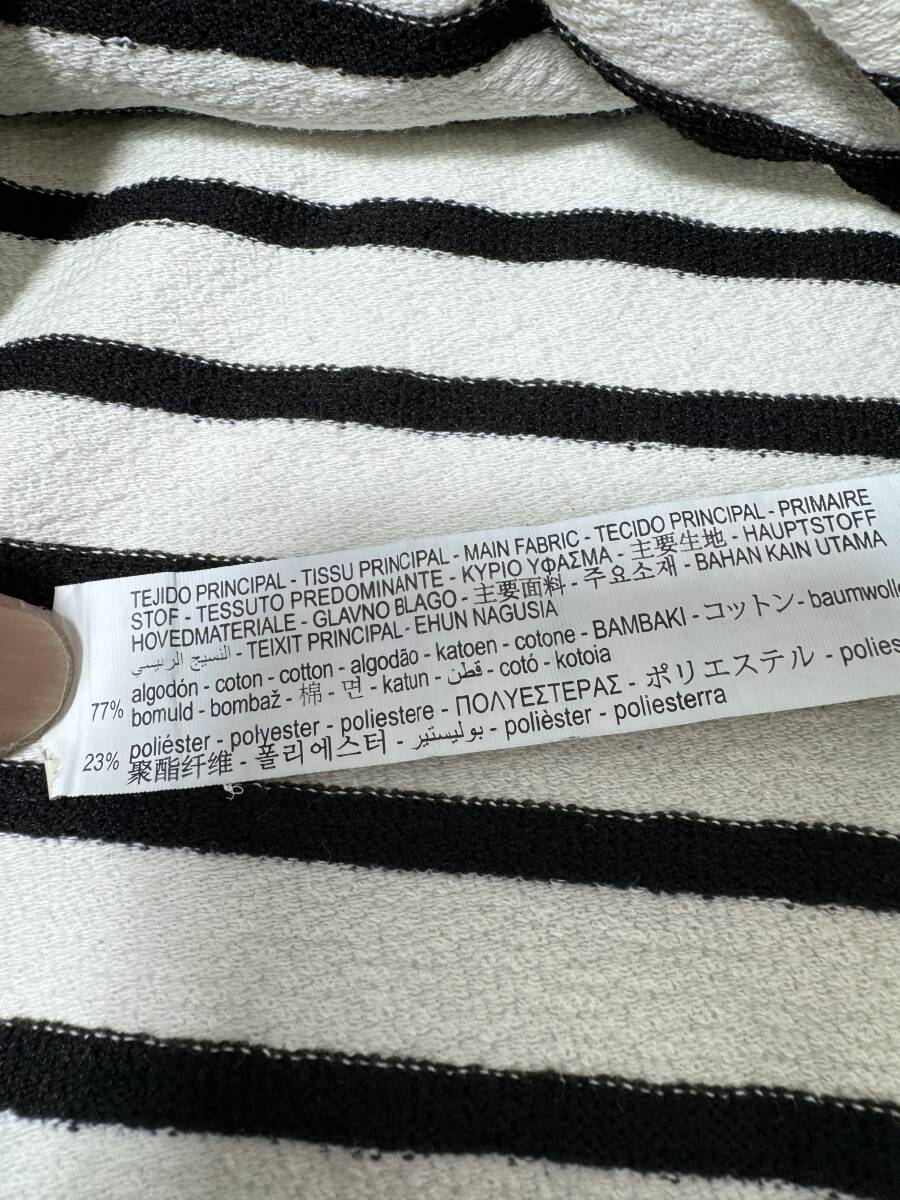 TEJIDO PRINCIPAL - TISSU PRINCIPAL - MAIN FABRIC - TECIDO PRINCIPAL - PRIMAIRE
STOF - TESSUTO PREDOMINANTE - ΚΥΡΙΟ ΥΦΑΣΜΑ - 主要生地 - HAUPTSTOFF
HOVEDMATERIALE - GLAVNO BLAGO - 主要面料 - 주요소재 - BAHAN KAIN UTAMA
النسيج الرئيسي - TEIXIT PRINCIPAL - EHUN NAGUSIA
77% algodón - coton - cotton - algodão - katoen - cotone - BAMBAKI - コットン - baumwolle
bomuld - bombaž - 棉 - 면 - katun - قطن - cotó - kotoia
23% poliéster - polyester - poliestere - ΠΟΛΥΕΣΤΕΡΑΣ - ポリエステル -
聚酯纤维 - 폴리에스터 - بوليستير - polièster - poliesterra